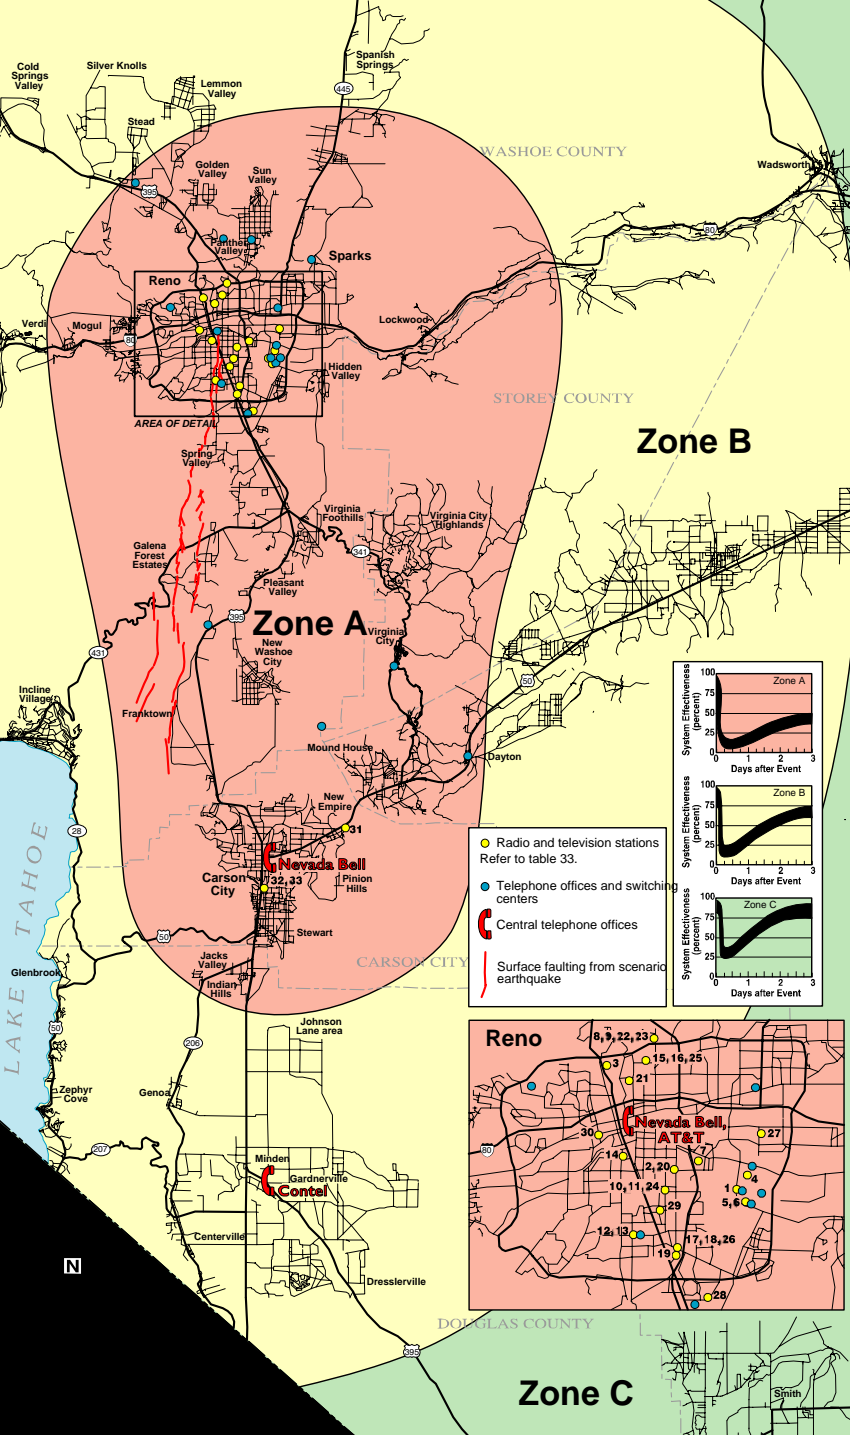 Spanish
Springs
Cold
Springs
Valley
Silver Knolls
Lemmon
Valley
445
Stead
WASHOE COUNTY
Wadsworth
Golden
Valley
Sun
Valley
395
80
Panther
Valley
Sparks
Reno
Verdi
Mogul
Lockwood
80
Hidden
Valley
STOREY COUNTY
AREA OF DETAIL
Zone B
Spring
Valley
Virginia
Foothills
Virginia City
Highlands
Galena
Forest
Estates
341
Pleasant
Valley
395
Zone A
Virginia
City
New
Washoe
City
431
50
Incline
Village
Franktown
Mound House
Dayton
New
Empire
28
31
Nevada Bell
Carson
City
32,33
Pinion
Hills
50
Stewart
Jacks
Valley
CARSON CITY
Glenbrook
Indian
Hills
LAKE TAHOE
50
206
Johnson
Lane area
Zephyr
Cove
Genoa
207
Minden
Gardnerville
Contel
Centerville
N
Dresslerville
DOUGLAS COUNTY
395
Zone C
Smith
System Effectiveness
(percent)
100
75
50
25
0
Zone A
0 1 2 3
Days after Event
System Effectiveness
(percent)
100
75
50
25
0
Zone B
0 1 2 3
Days after Event
System Effectiveness
(percent)
100
75
50
25
0
Zone C
0 1 2 3
Days after Event
Radio and television stations
Refer to table 33.
Telephone offices and switching
centers
Central telephone offices
Surface faulting from scenario
earthquake
Reno
8,9,22,23
3
15,16,25
21
Nevada Bell,
AT&T
30
27
80
14
7
2,20
4
10,11,24
1
5,6
29
12,13
17,18,26
19
28